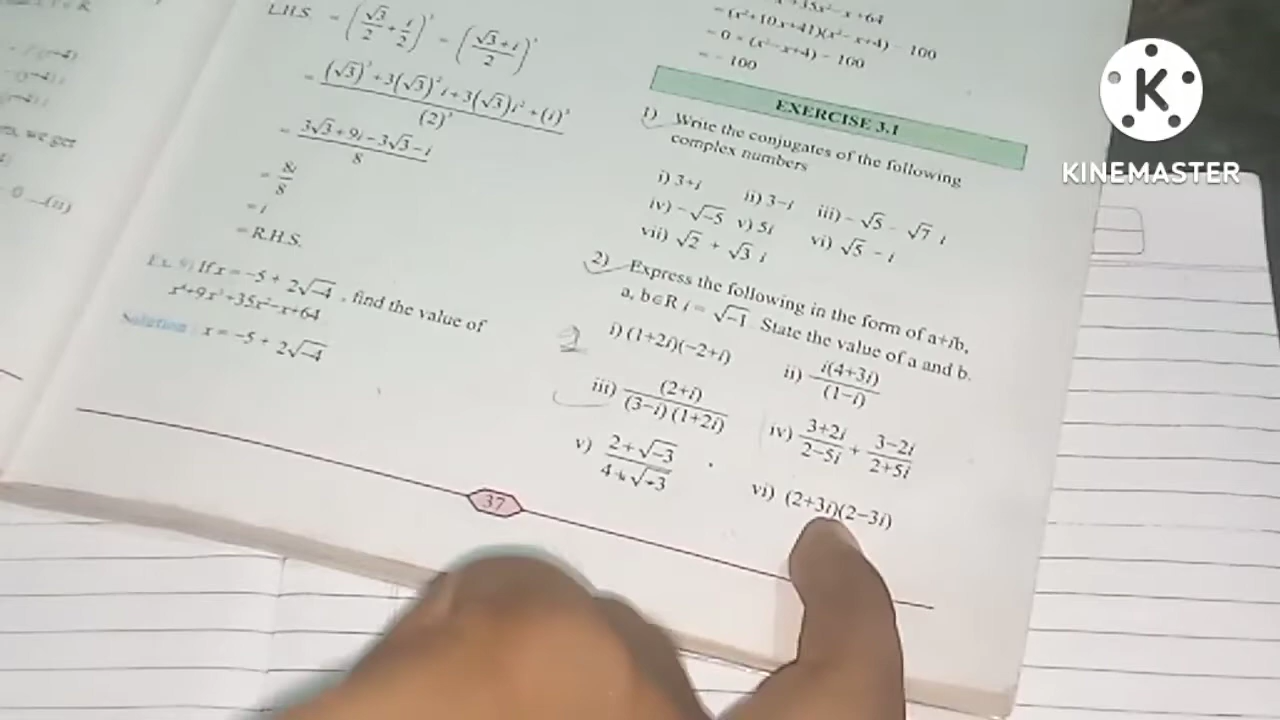 L.H.S. = (√3/2 + i/2)³ = ((√3+i)/2)³
= ((√3)³+3(√3)²i+3(√3)i²+(i)³)/(2)³
= (3√3+9i−3√3−i)/8
= 8i/8
= i
= R.H.S.
Ex. 9) If x = −5 + 2√−4 , find the value of
x⁴+9x³+35x²−x+64
Solution : x = −5 + 2√−4
37
+35x²−x+64
= (x²+10x+41)(x²−x+4) − 100
= 0 × (x²−x+4) − 100
= − 100
EXERCISE 3.1
1) Write the conjugates of the following
complex numbers
i) 3+i ii) 3−i iii) − √5 − √7 i
iv) −√−5 v) 5i vi) √5 − i
vii) √2 + √3 i
2) Express the following in the form of a+ib,
a, b∈R i = √−1. State the value of a and b.
i) (1+2i)(−2+i) ii) i(4+3i)/(1−i)
iii) (2+i)/((3−i)(1+2i)) iv) (3+2i)/(2−5i) + (3−2i)/(2+5i)
v) (2+√−3)/(4+√−3) vi) (2+3i)(2−3i)
we get
K
KINEMASTER